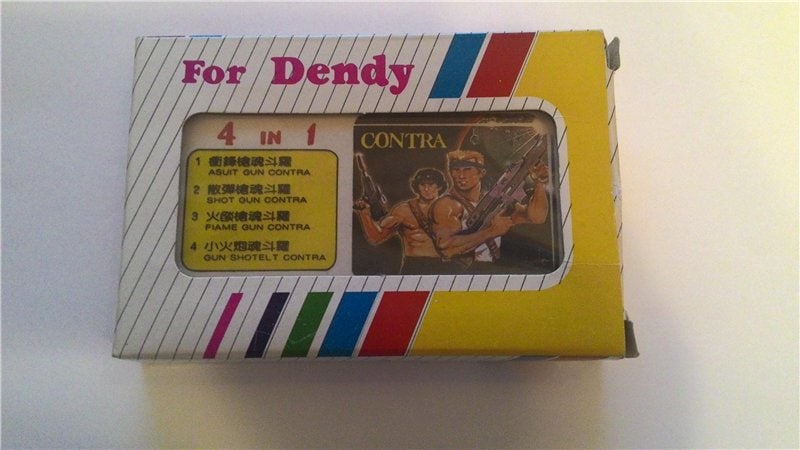 For Dendy
4 IN 1
1 衝鋒槍魂斗羅
ASUIT GUN CONTRA
2 散彈槍魂斗羅
SHOT GUN CONTRA
3 火燄槍魂斗羅
FIAME GUN CONTRA
4 小火炮魂斗羅
GUN SHOTELT CONTRA
CONTRA